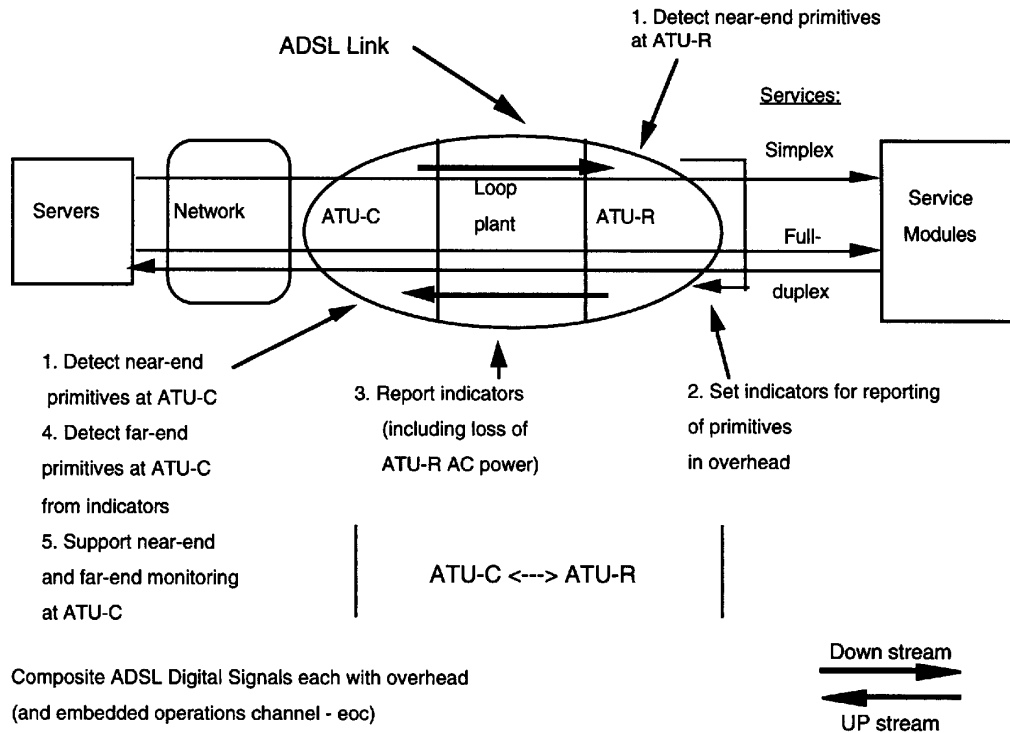 1. Detect near-end primitives
at ATU-R
ADSL Link
Services:
Simplex
Servers
Network
ATU-C
Loop
plant
ATU-R
Full-
duplex
Service
Modules
1. Detect near-end
primitives at ATU-C
4. Detect far-end
primitives at ATU-C
from indicators
5. Support near-end
and far-end monitoring
at ATU-C
3. Report indicators
(including loss of
ATU-R AC power)
2. Set indicators for reporting
of primitives
in overhead
ATU-C <---> ATU-R
Composite ADSL Digital Signals each with overhead
(and embedded operations channel - eoc)
Down stream
UP stream